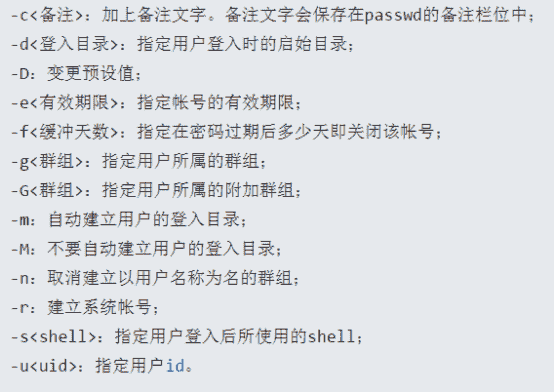 -c<备注>：加上备注文字。备注文字会保存在passwd的备注栏位中；
-d<登入目录>：指定用户登入时的启始目录；
-D：变更预设值；
-e<有效期限>：指定帐号的有效期限；
-f<缓冲天数>：指定在密码过期后多少天即关闭该帐号；
-g<群组>：指定用户所属的群组；
-G<群组>：指定用户所属的附加群组；
-m：自动建立用户的登入目录；
-M：不要自动建立用户的登入目录；
-n：取消建立以用户名称为名的群组；
-r：建立系统帐号；
-s<shell>：指定用户登入后所使用的shell；
-u<uid>：指定用户id。